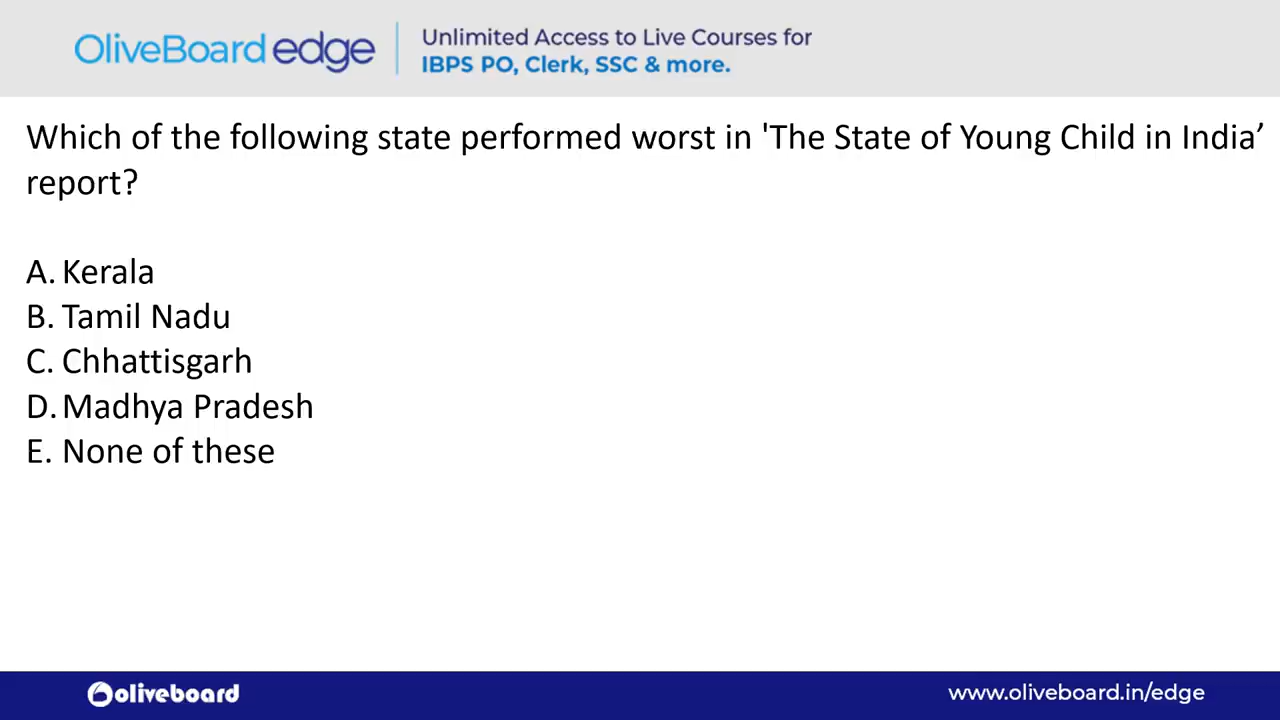 OliveBoard edge
Unlimited Access to Live Courses for
IBPS PO, Clerk, SSC & more.
Which of the following state performed worst in 'The State of Young Child in India’
report?
A. Kerala
B. Tamil Nadu
C. Chhattisgarh
D. Madhya Pradesh
E. None of these
oliveboard
www.oliveboard.in/edge